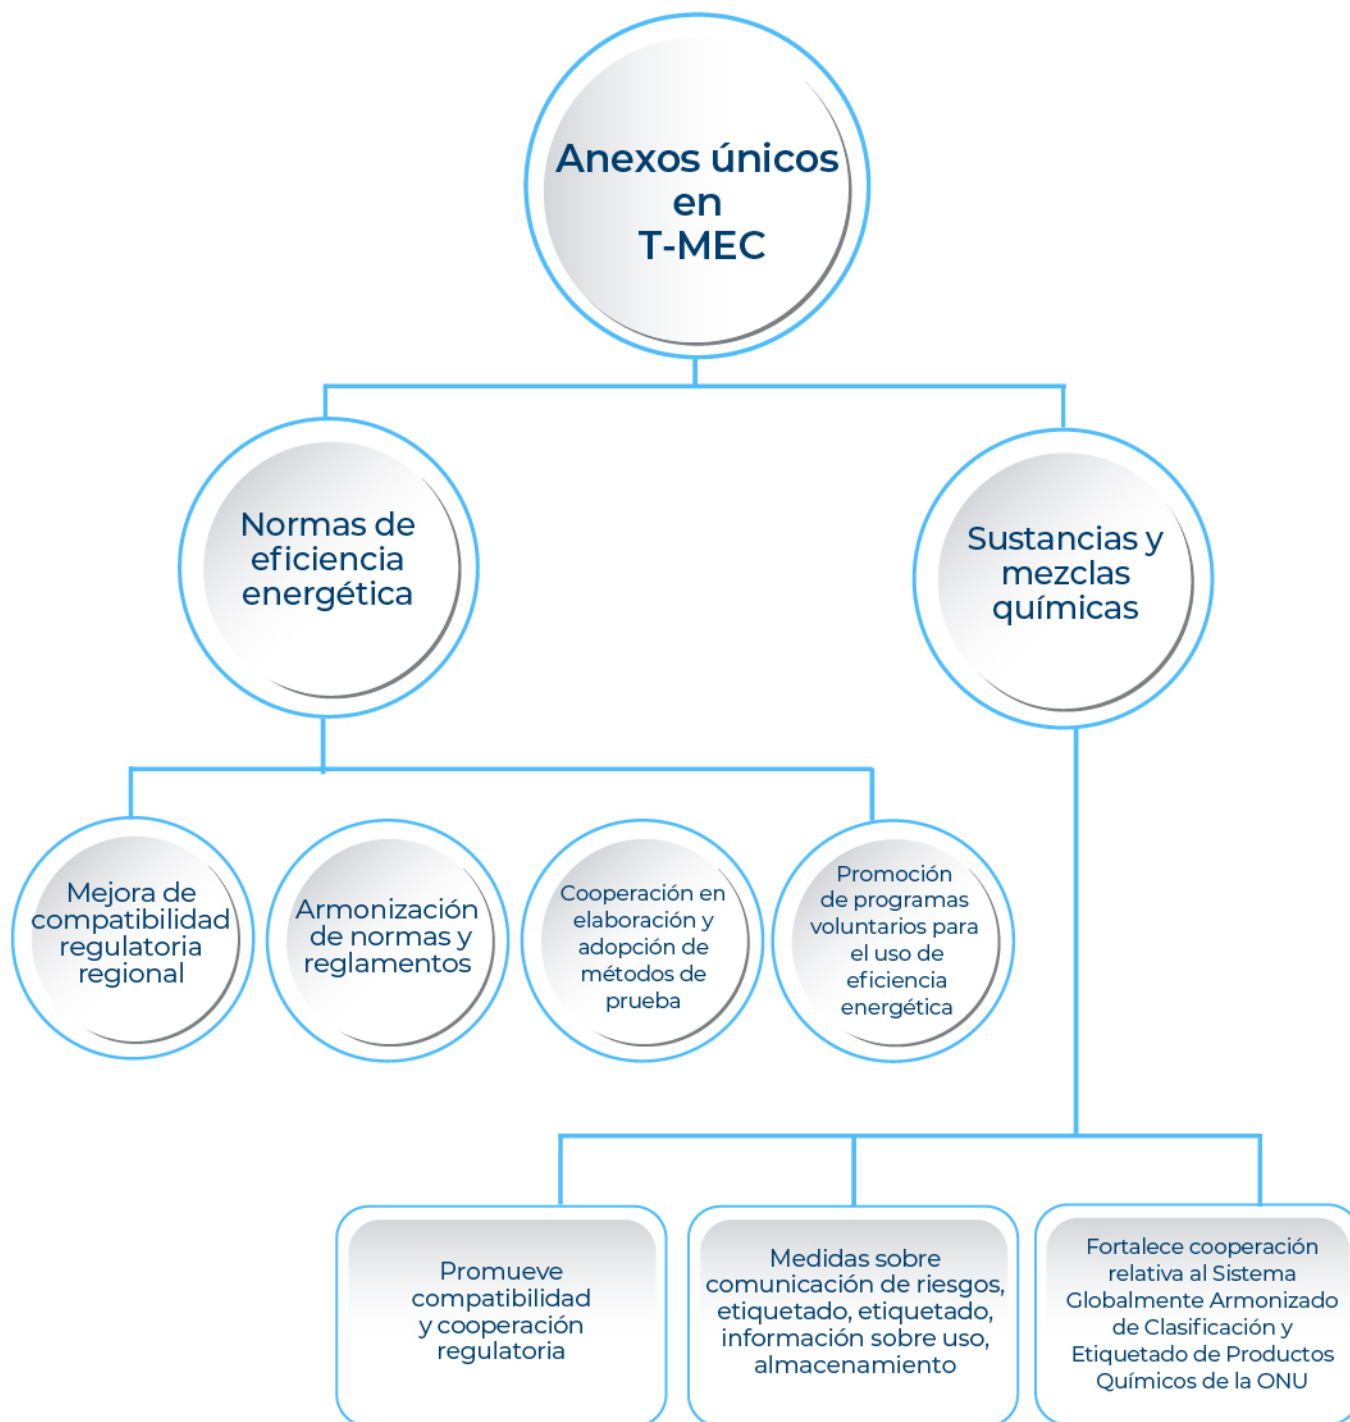 Anexos únicos
en
T-MEC
Normas de
eficiencia
energética
Sustancias y
mezclas
químicas
Mejora de
compatibilidad
regulatoria
regional
Armonización
de normas y
reglamentos
Cooperación en
elaboración y
adopción de
métodos de
prueba
Promoción
de programas
voluntarios para
el uso de
eficiencia
energética
Promueve
compatibilidad
y cooperación
regulatoria
Medidas sobre
comunicación de riesgos,
etiquetado, etiquetado,
información sobre uso,
almacenamiento
Fortalece cooperación
relativa al Sistema
Globalmente Armonizado
de Clasificación y
Etiquetado de Productos
Químicos de la ONU